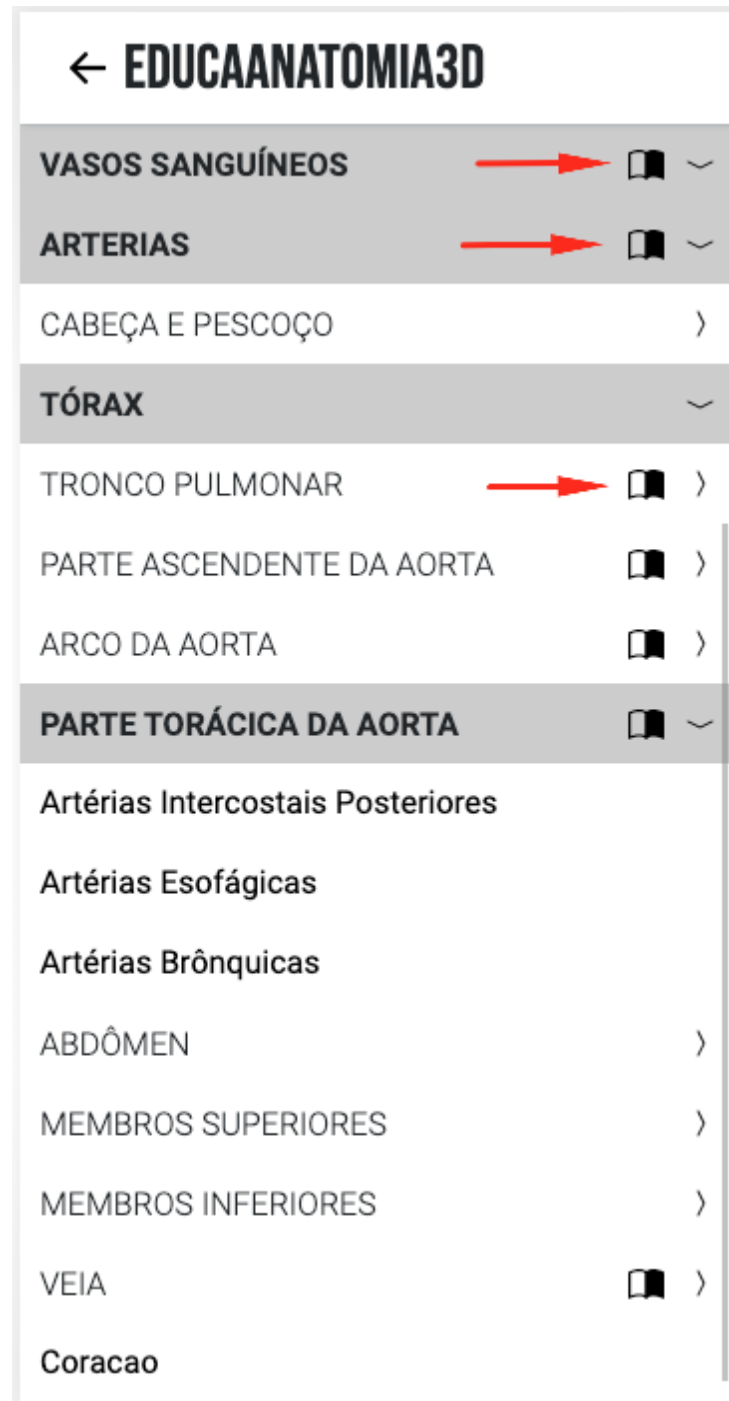 EDUCAANATOMIA3D
VASOS SANGUÍNEOS
ARTERIAS
CABEÇA E PESCOÇO
TÓRAX
TRONCO PULMONAR
PARTE ASCENDENTE DA AORTA
ARCO DA AORTA
PARTE TORÁCICA DA AORTA
Artérias Intercostais Posteriores
Artérias Esofágicas
Artérias Brônquicas
ABDÔMEN
MEMBROS SUPERIORES
MEMBROS INFERIORES
VEIA
Coracao